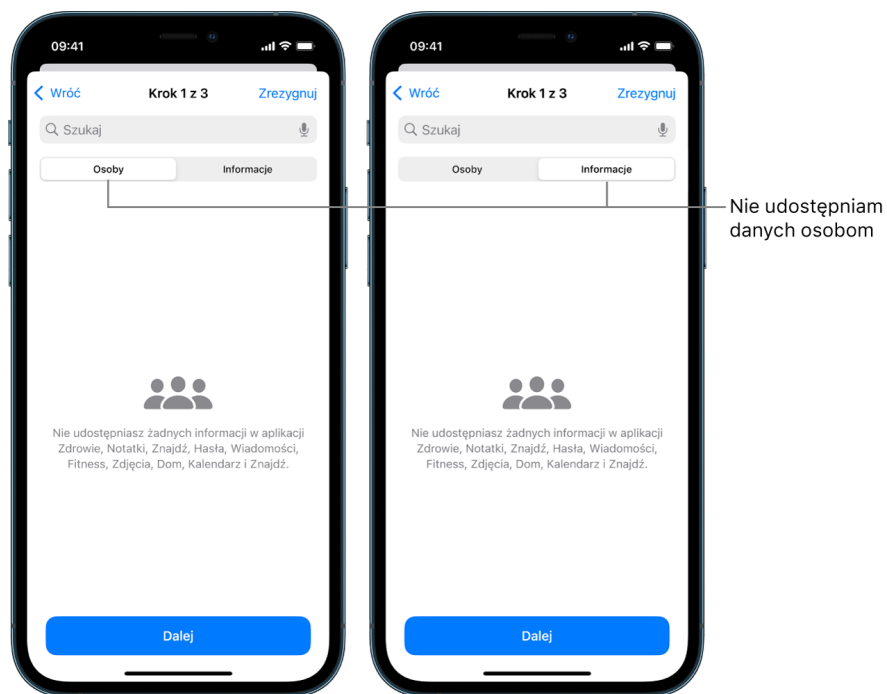 09:41
Wróć
Krok 1 z 3
Zrezygnuj
Szukaj
Osoby
Informacje
Nie udostępniasz żadnych informacji w aplikacji
Zdrowie, Notatki, Znajdź, Hasła, Wiadomości,
Fitness, Zdjęcia, Dom, Kalendarz i Znajdź.
Dalej
09:41
Wróć
Krok 1 z 3
Zrezygnuj
Szukaj
Osoby
Informacje
Nie udostępniasz żadnych informacji w aplikacji
Zdrowie, Notatki, Znajdź, Hasła, Wiadomości,
Fitness, Zdjęcia, Dom, Kalendarz i Znajdź.
Dalej
Nie udostępniam
danych osobom